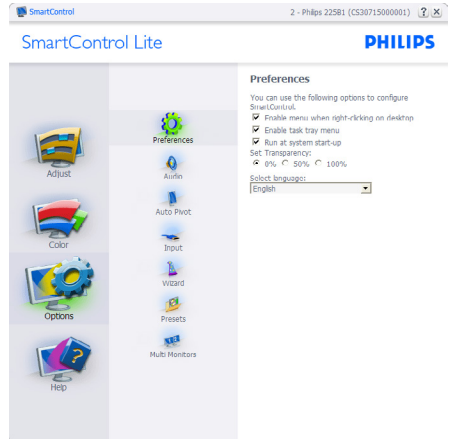 SmartControl
2 - Philips 225B1 (CS30715000001)
? X
SmartControl Lite
PHILIPS
Adjust
Color
Options
Help
Preferences
Audio
Auto Pivot
Input
Wizard
Presets
Multi Monitors
Preferences
You can use the following options to configure
SmartControl.
Enable menu when right-clicking on desktop
Enable task tray menu
Run at system start-up
Set Transparency:
0% 50% 100%
Select language:
English